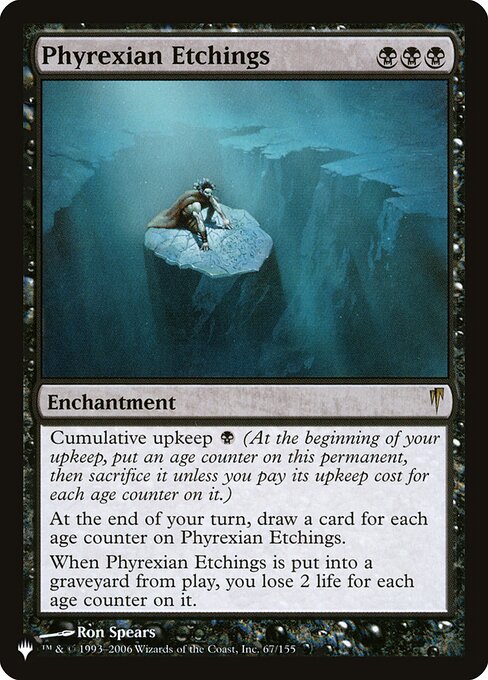 Phyrexian Etchings
Enchantment
Cumulative upkeep (At the beginning of your
upkeep, put an age counter on this permanent,
then sacrifice it unless you pay its upkeep cost for
each age counter on it.)
At the end of your turn, draw a card for each
age counter on Phyrexian Etchings.
When Phyrexian Etchings is put into a
graveyard from play, you lose 2 life for each
age counter on it.
Ron Spears
™ & © 1993–2006 Wizards of the Coast, Inc. 67/155